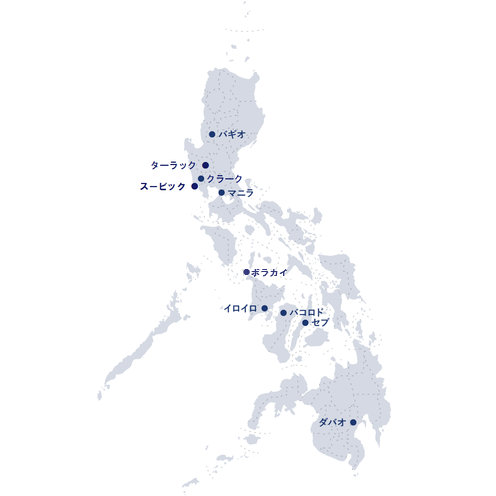 バギオ
ターラック
クラーク
スービック
マニラ
ボラカイ
イロイロ
バコロド
セブ
ダバオ